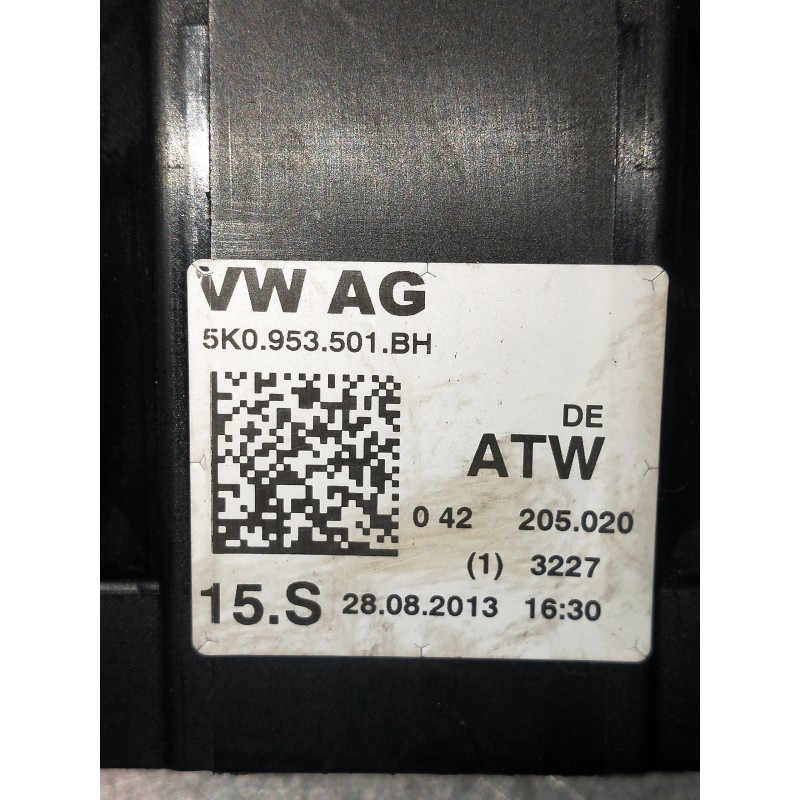 VW AG
5K0.953.501.BH
DE
ATW
0 42 205.020
(1) 3227
15.S 28.08.2013 16:30